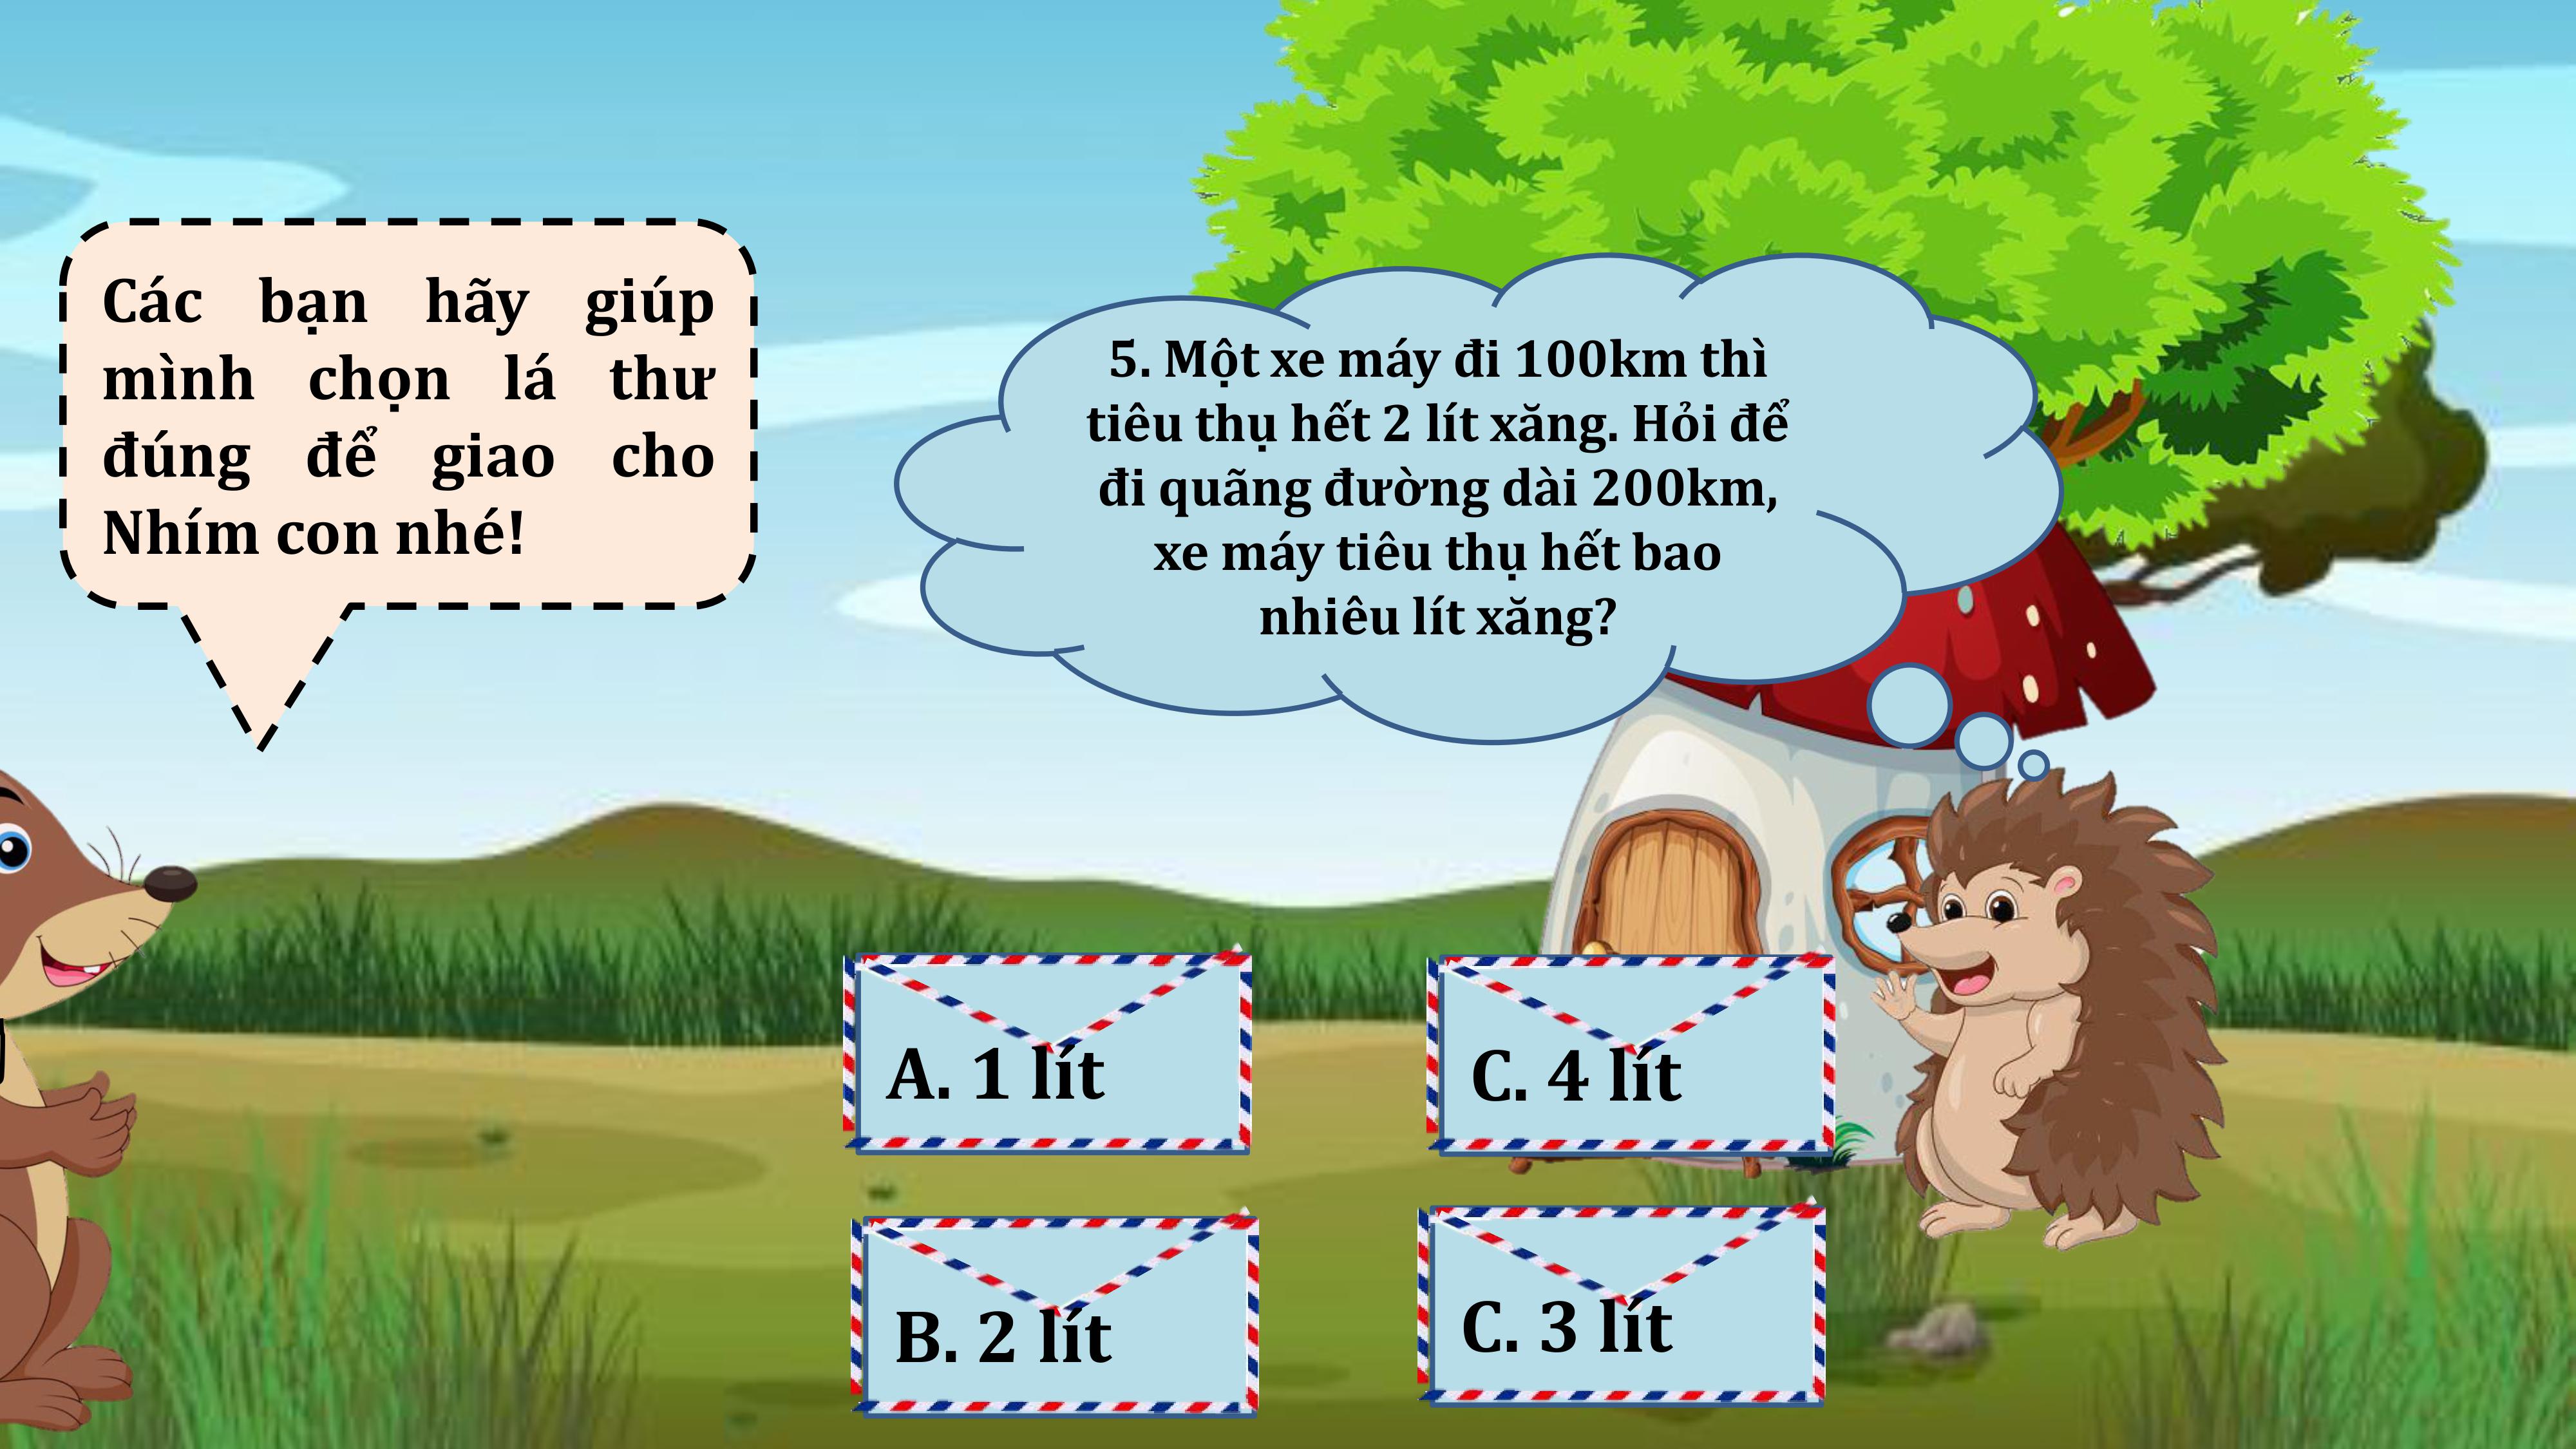 Các bạn hãy giúp
mình chọn lá thư
đúng để giao cho
Nhím con nhé!
5. Một xe máy đi 100km thì
tiêu thụ hết 2 lít xăng. Hỏi để
đi quãng đường dài 200km,
xe máy tiêu thụ hết bao
nhiêu lít xăng?
A. 1 lít
C. 4 lít
B. 2 lít
C. 3 lít